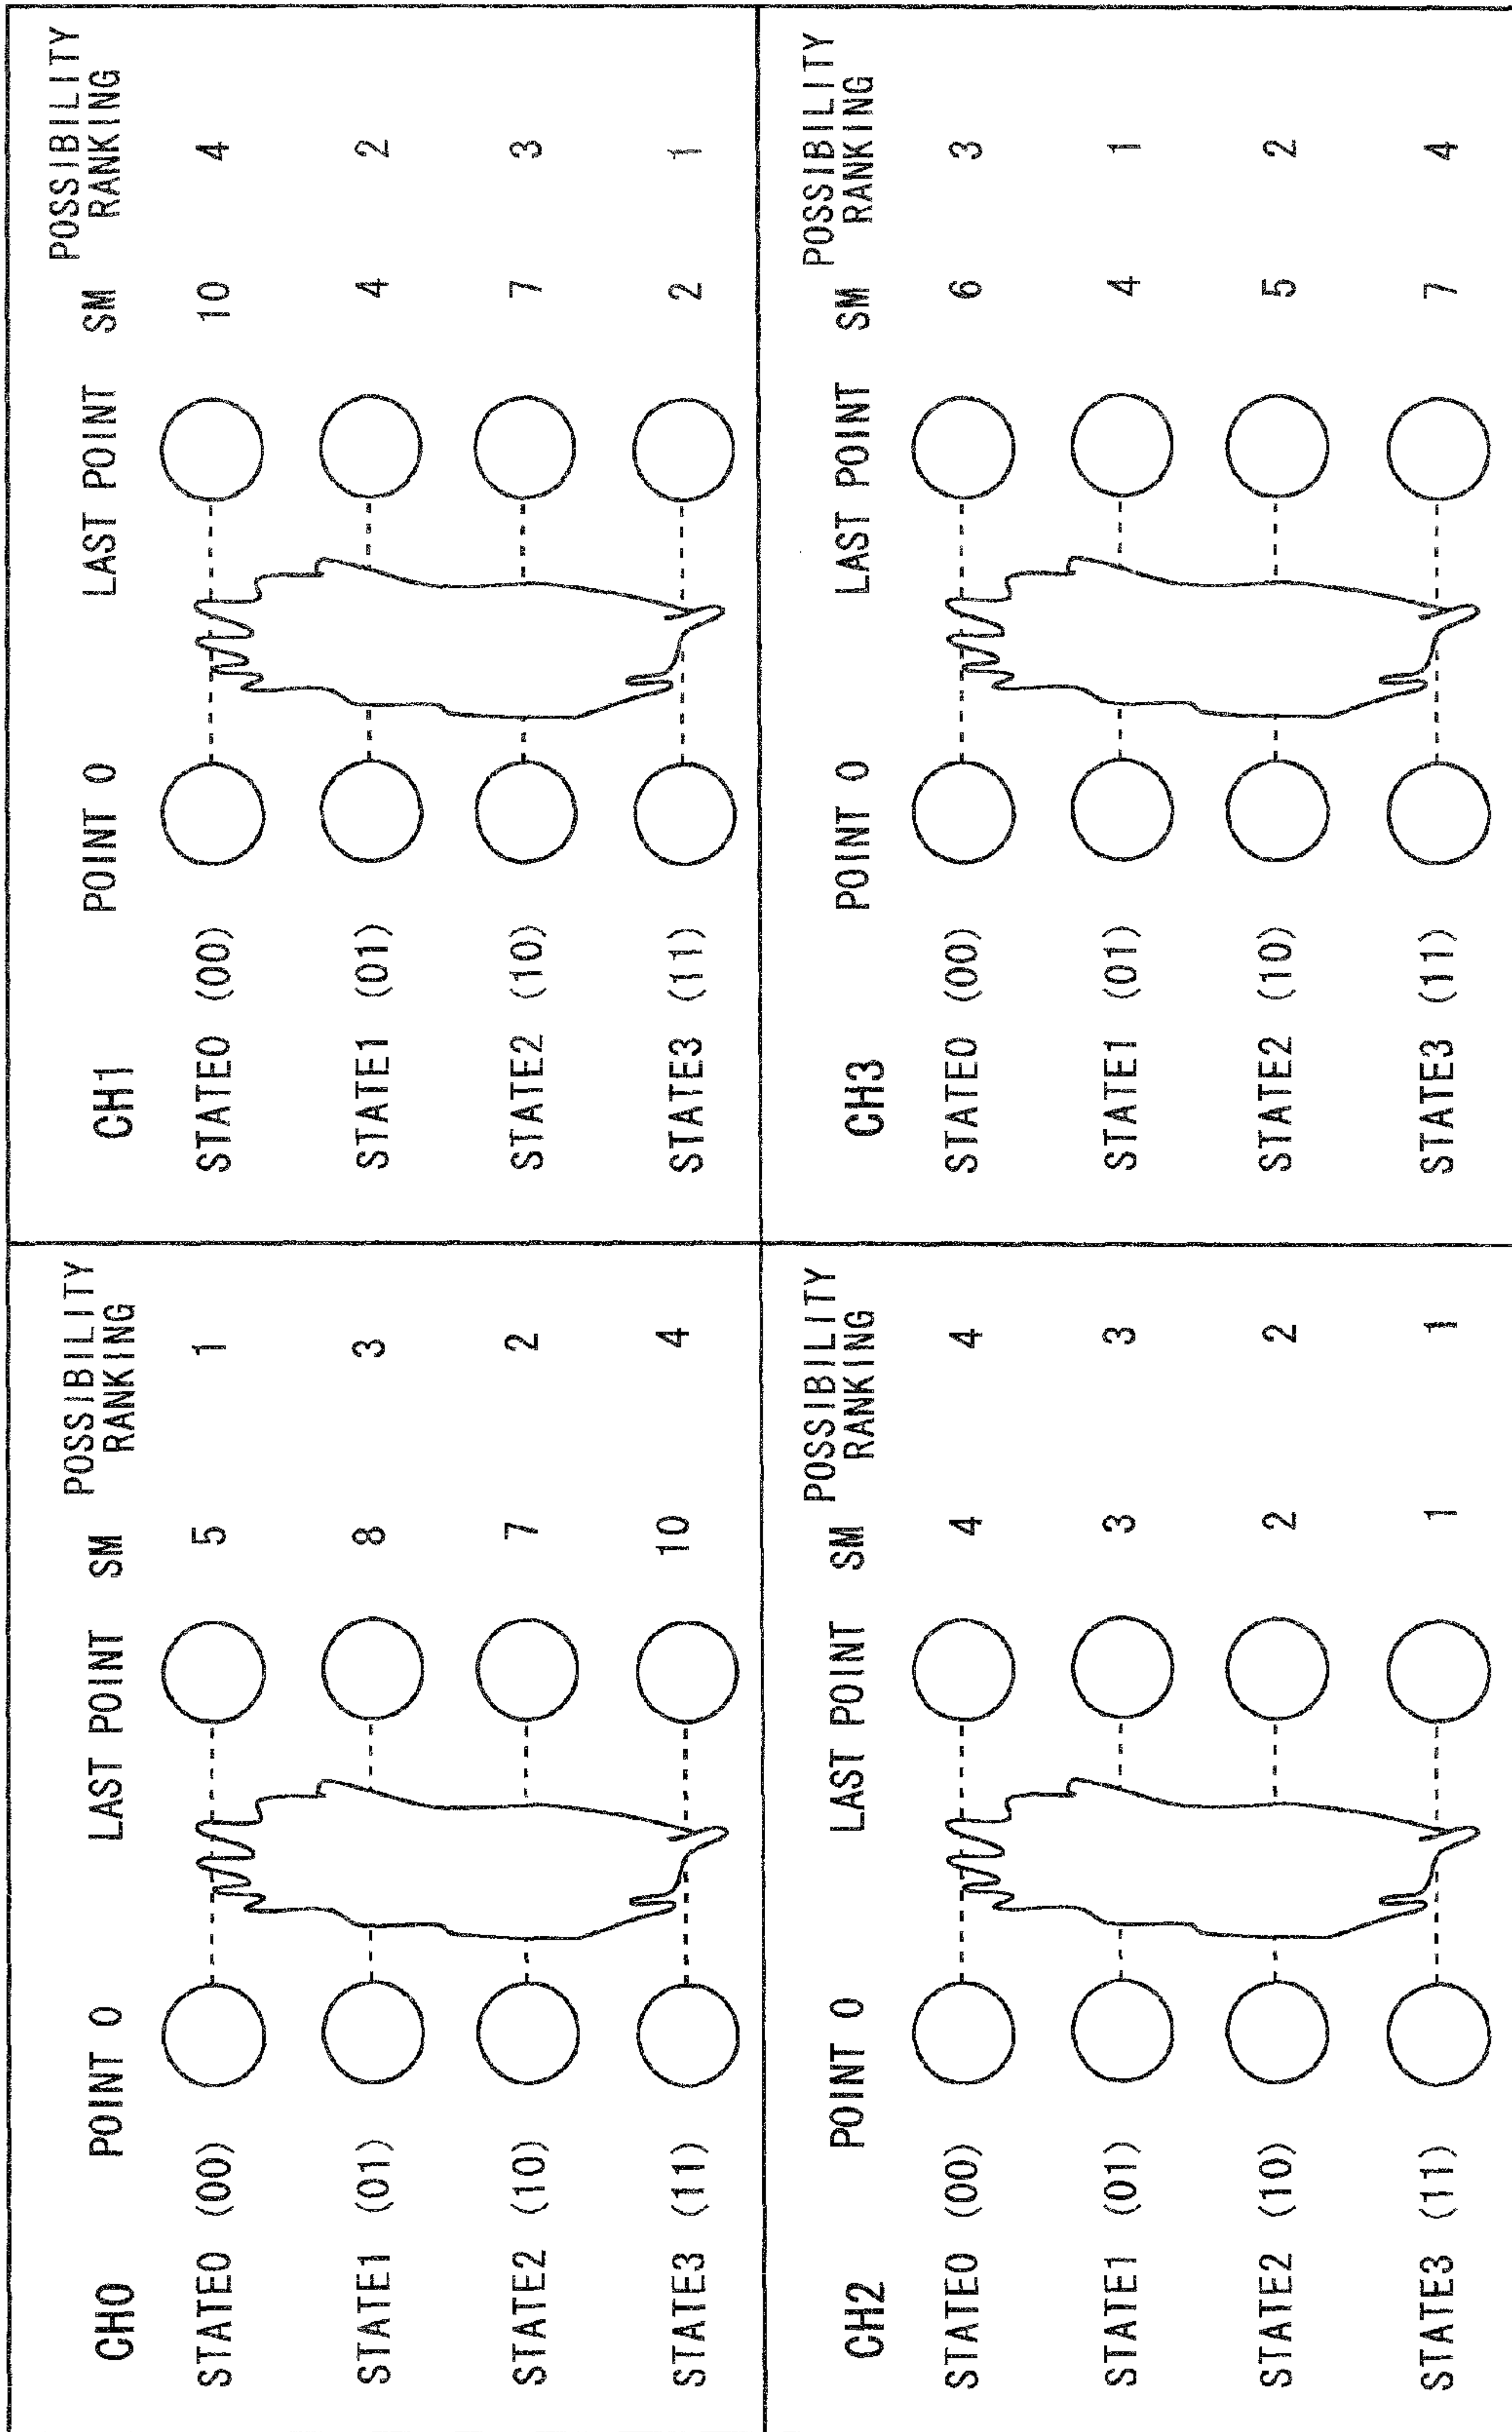 CH0 POINT 0 LAST POINT SM POSSIBILITY RANKING
STATE0 (00) 5 1
STATE1 (01) 8 3
STATE2 (10) 7 2
STATE3 (11) 10 4
CH1 POINT 0 LAST POINT SM POSSIBILITY RANKING
STATE0 (00) 10 4
STATE1 (01) 4 2
STATE2 (10) 7 3
STATE3 (11) 2 1
CH2 POINT 0 LAST POINT SM POSSIBILITY RANKING
STATE0 (00) 4 4
STATE1 (01) 3 3
STATE2 (10) 2 2
STATE3 (11) 1 1
CH3 POINT 0 LAST POINT SM POSSIBILITY RANKING
STATE0 (00) 6 3
STATE1 (01) 4 1
STATE2 (10) 5 2
STATE3 (11) 7 4